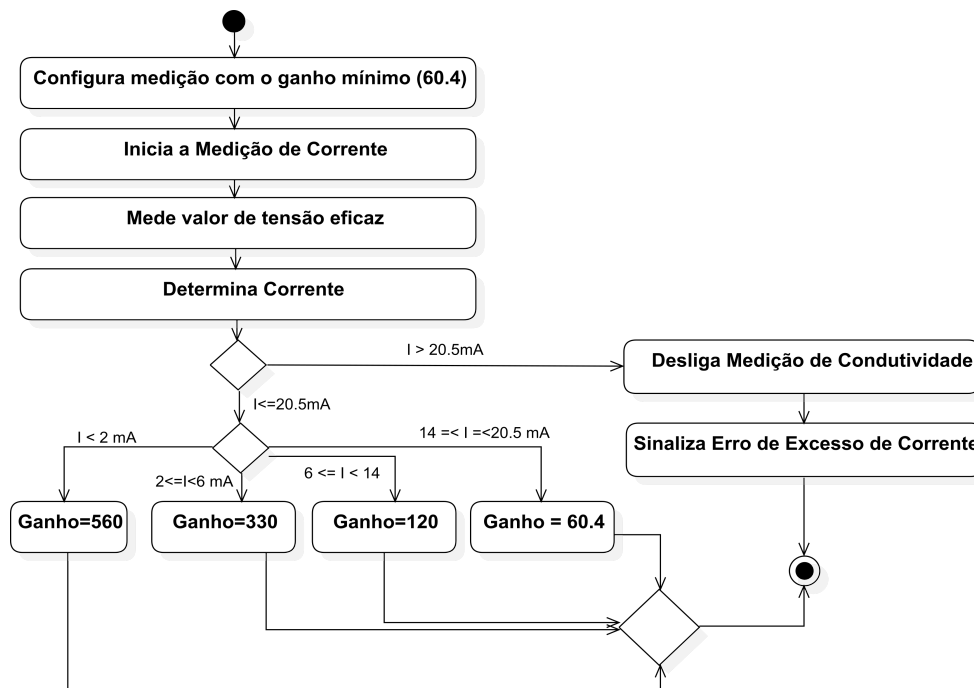 Configura medição com o ganho mínimo (60.4)
Inicia a Medição de Corrente
Mede valor de tensão eficaz
Determina Corrente
I > 20.5mA
Desliga Medição de Condutividade
I<=20.5mA
Sinaliza Erro de Excesso de Corrente
I < 2 mA
14 =< I =<20.5 mA
2<=I<6 mA
6 <= I < 14
Ganho=560
Ganho=330
Ganho=120
Ganho = 60.4